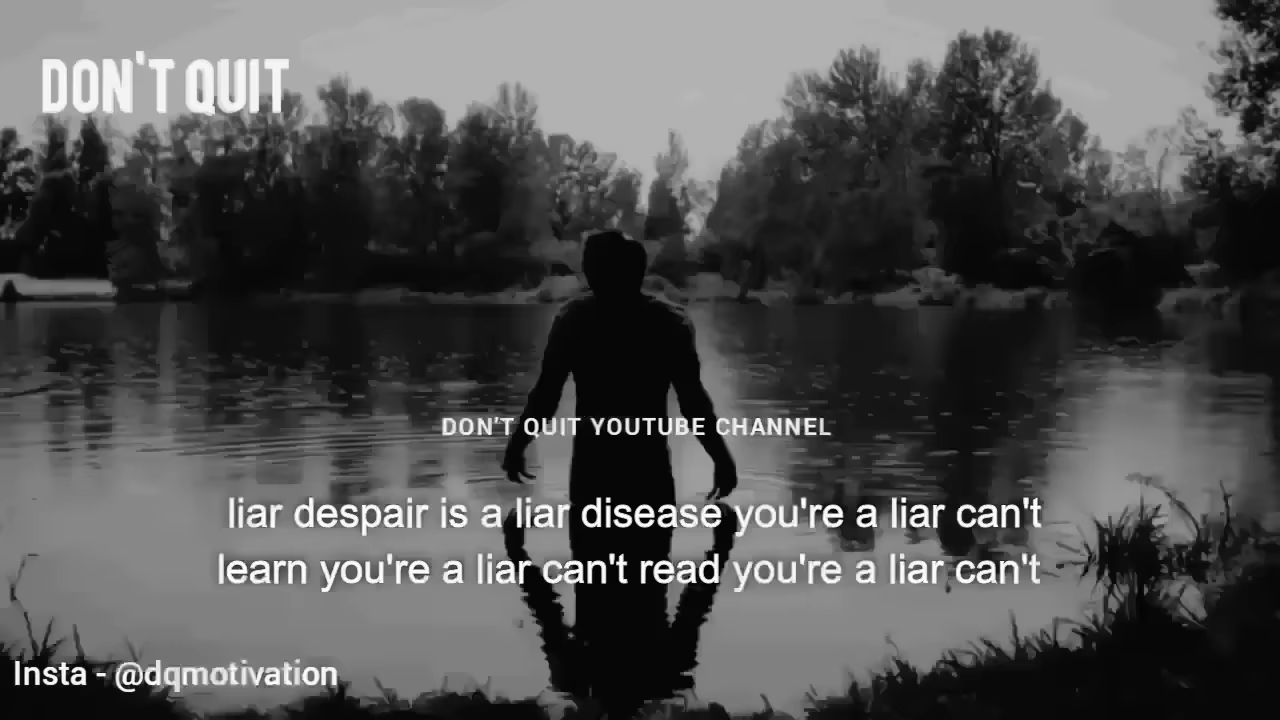 DON'T QUIT
DON'T QUIT YOUTUBE CHANNEL
liar despair is a liar disease you're a liar can't
learn you're a liar can't read you're a liar can't
Insta - @dqmotivation